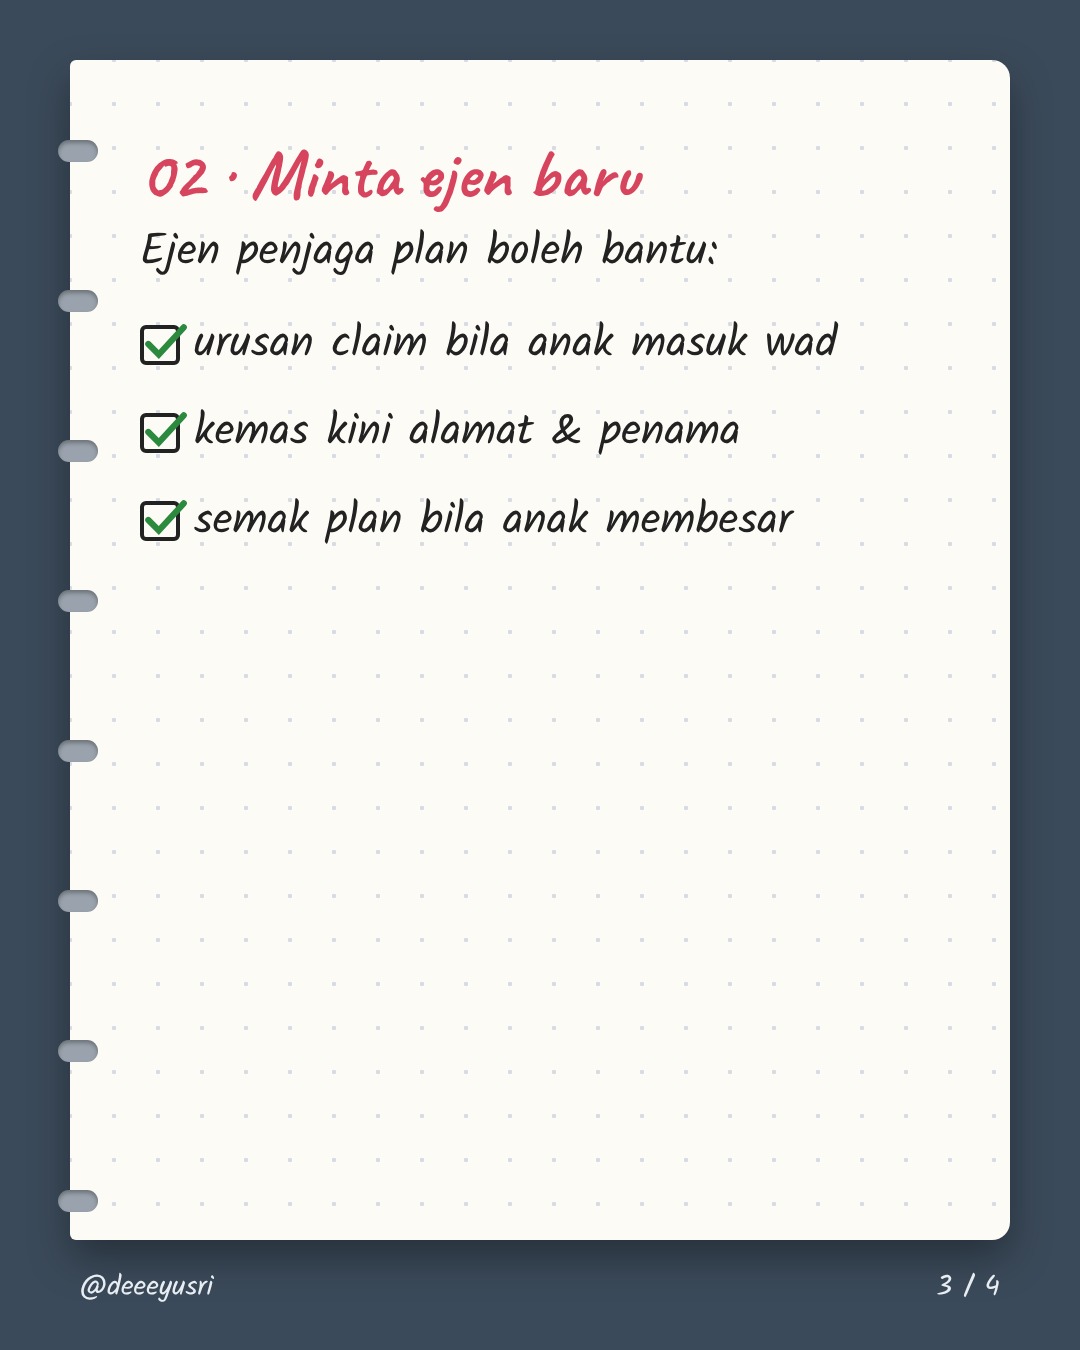 02 · Minta ejen baru
Ejen penjaga plan boleh bantu:
urusan claim bila anak masuk wad
kemas kini alamat & penama
semak plan bila anak membesar
@deeeyusri
3 / 4